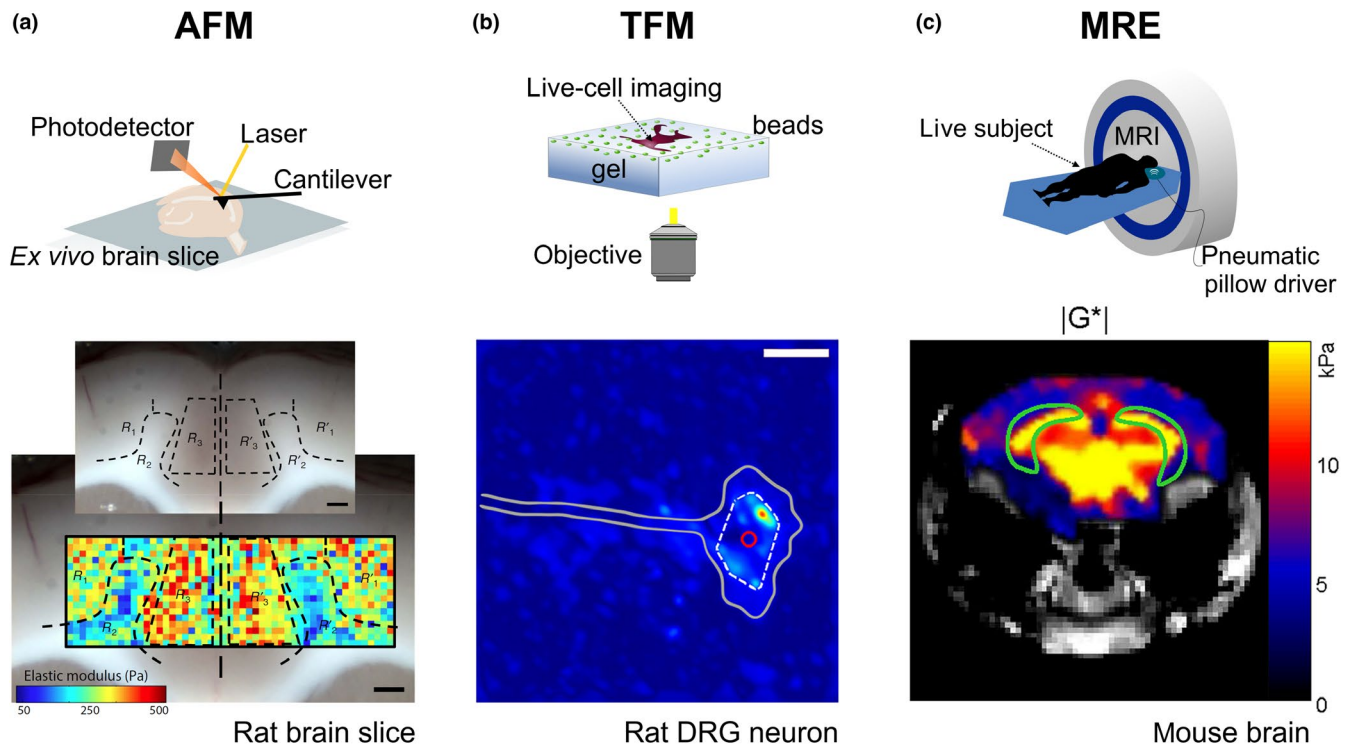 (a)
AFM
Photodetector
Laser
Cantilever
Ex vivo brain slice
R1
R2
R3
R'3
R'2
R'1
R1
R2
R3
R'3
R'2
R'1
Elastic modulus (Pa)
50 250 500
Rat brain slice
(b)
TFM
Live-cell imaging
beads
gel
Objective
Rat DRG neuron
(c)
MRE
Live subject
MRI
Pneumatic
pillow driver
|G*|
kPa
10
5
0
Mouse brain